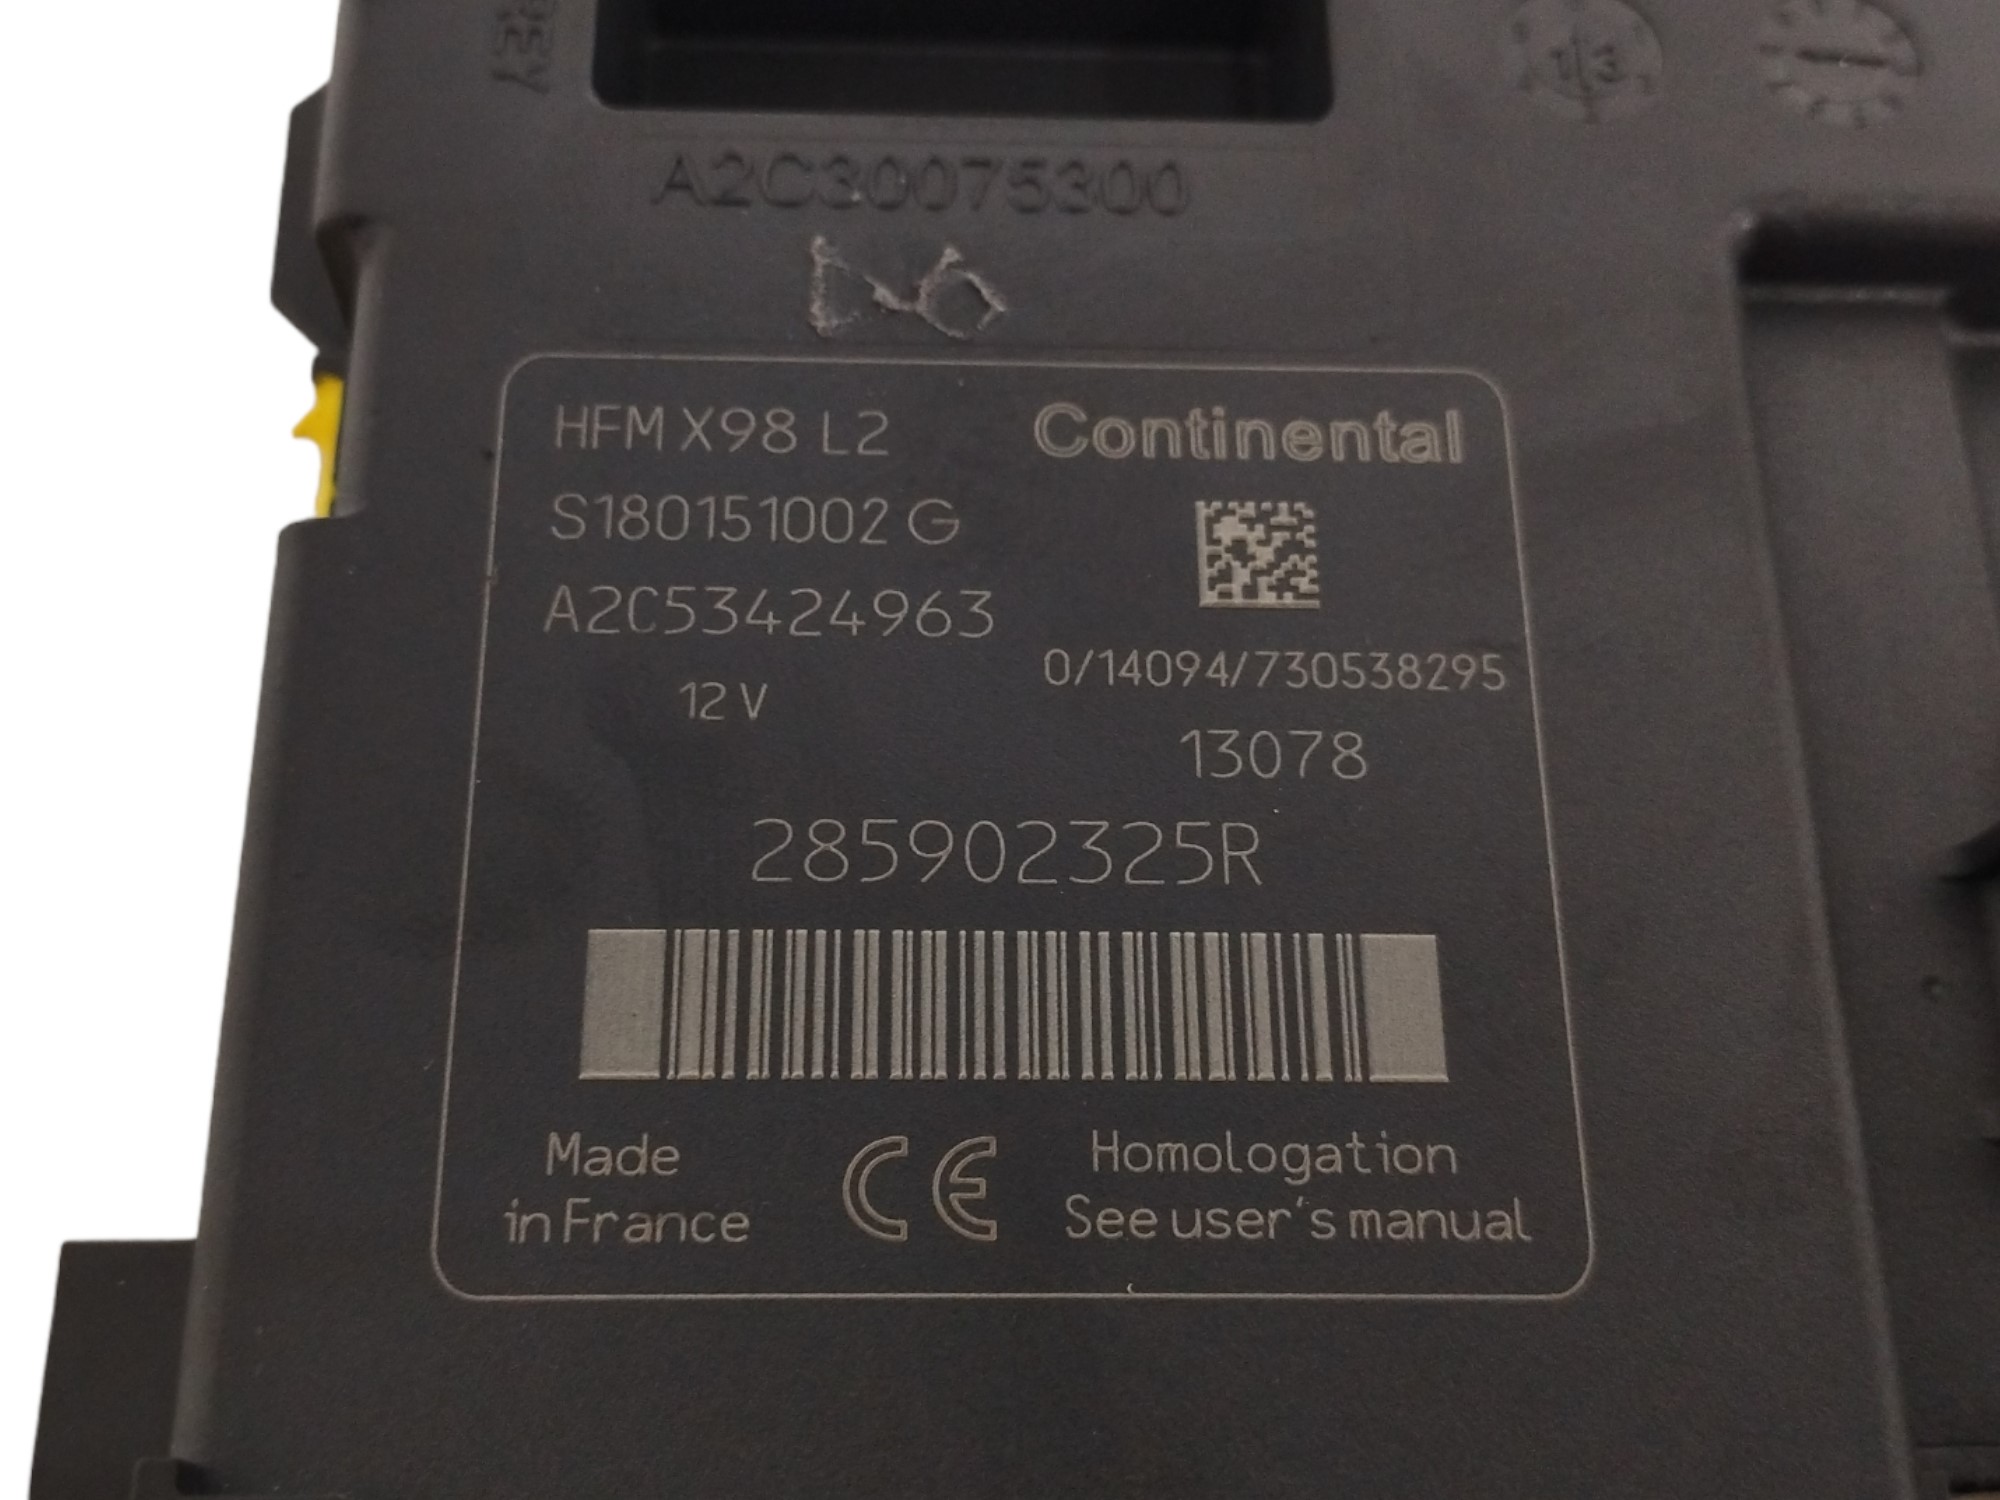 13
A2C30075300
HFM X98 L2
Continental
S180151002 G
A2C53424963
0/14094/730538295
12 V
13078
285902325R
Made
in France
CE
Homologation
See user's manual